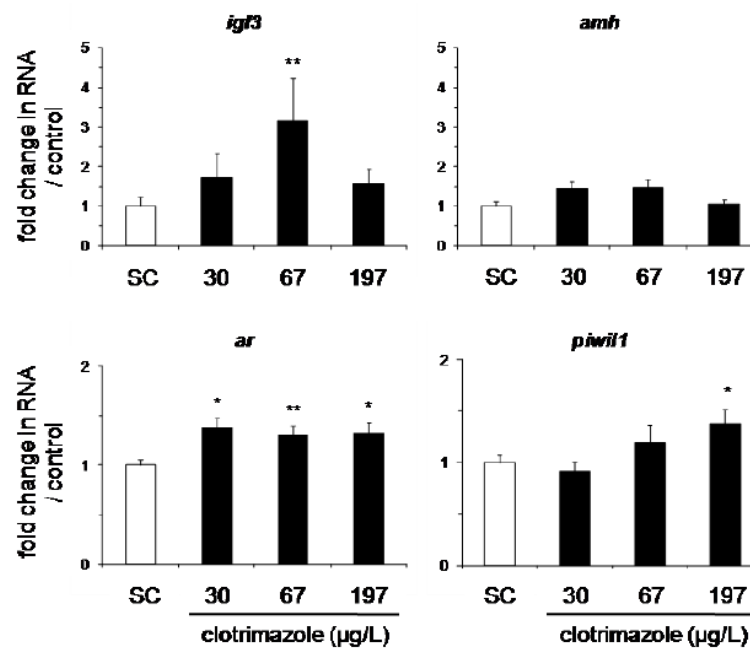 igf3
amh
5
4
3
2
1
0
**
fold change in RNA
/ control
SC 30 67 197
5
4
3
2
1
0
SC 30 67 197
ar
piwil1
2
1
0
* ** *
fold change in RNA
/ control
SC 30 67 197
clotrimazole (µg/L)
2
1
0
*
SC 30 67 197
clotrimazole (µg/L)